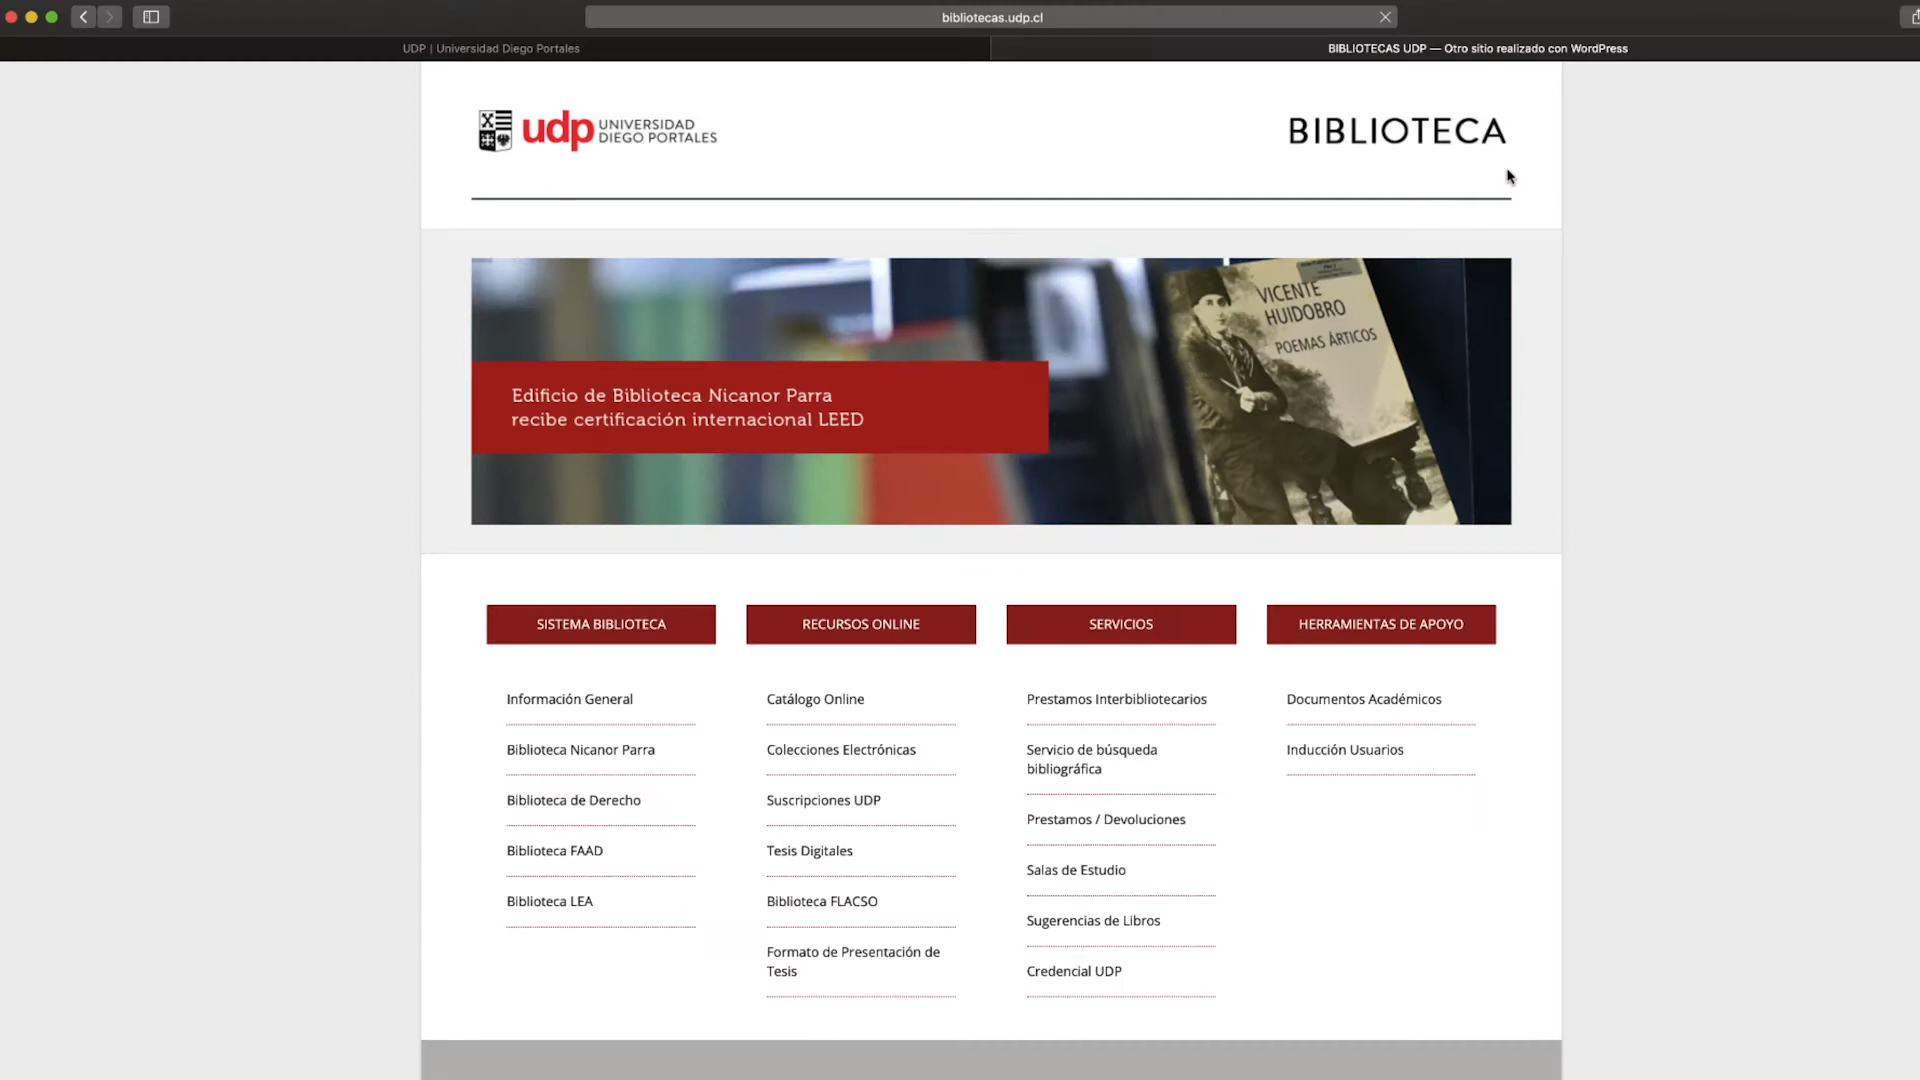 bibliotecas.udp.cl
UDP | Universidad Diego Portales
BIBLIOTECAS UDP — Otro sitio realizado con WordPress
udp UNIVERSIDAD
DIEGO PORTALES
BIBLIOTECA
VICENTE
HUIDOBRO
POEMAS ÁRTICOS
Edificio de Biblioteca Nicanor Parra
recibe certificación internacional LEED
SISTEMA BIBLIOTECA
Información General
Biblioteca Nicanor Parra
Biblioteca de Derecho
Biblioteca FAAD
Biblioteca LEA
RECURSOS ONLINE
Catálogo Online
Colecciones Electrónicas
Suscripciones UDP
Tesis Digitales
Biblioteca FLACSO
Formato de Presentación de
Tesis
SERVICIOS
Prestamos Interbibliotecarios
Servicio de búsqueda
bibliográfica
Prestamos / Devoluciones
Salas de Estudio
Sugerencias de Libros
Credencial UDP
HERRAMIENTAS DE APOYO
Documentos Académicos
Inducción Usuarios